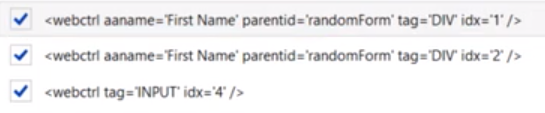 <webctrl aaname='First Name' parentid='randomForm' tag='DIV' idx='1' />
<webctrl aaname='First Name' parentid='randomForm' tag='DIV' idx='2' />
<webctrl tag='INPUT' idx='4' />